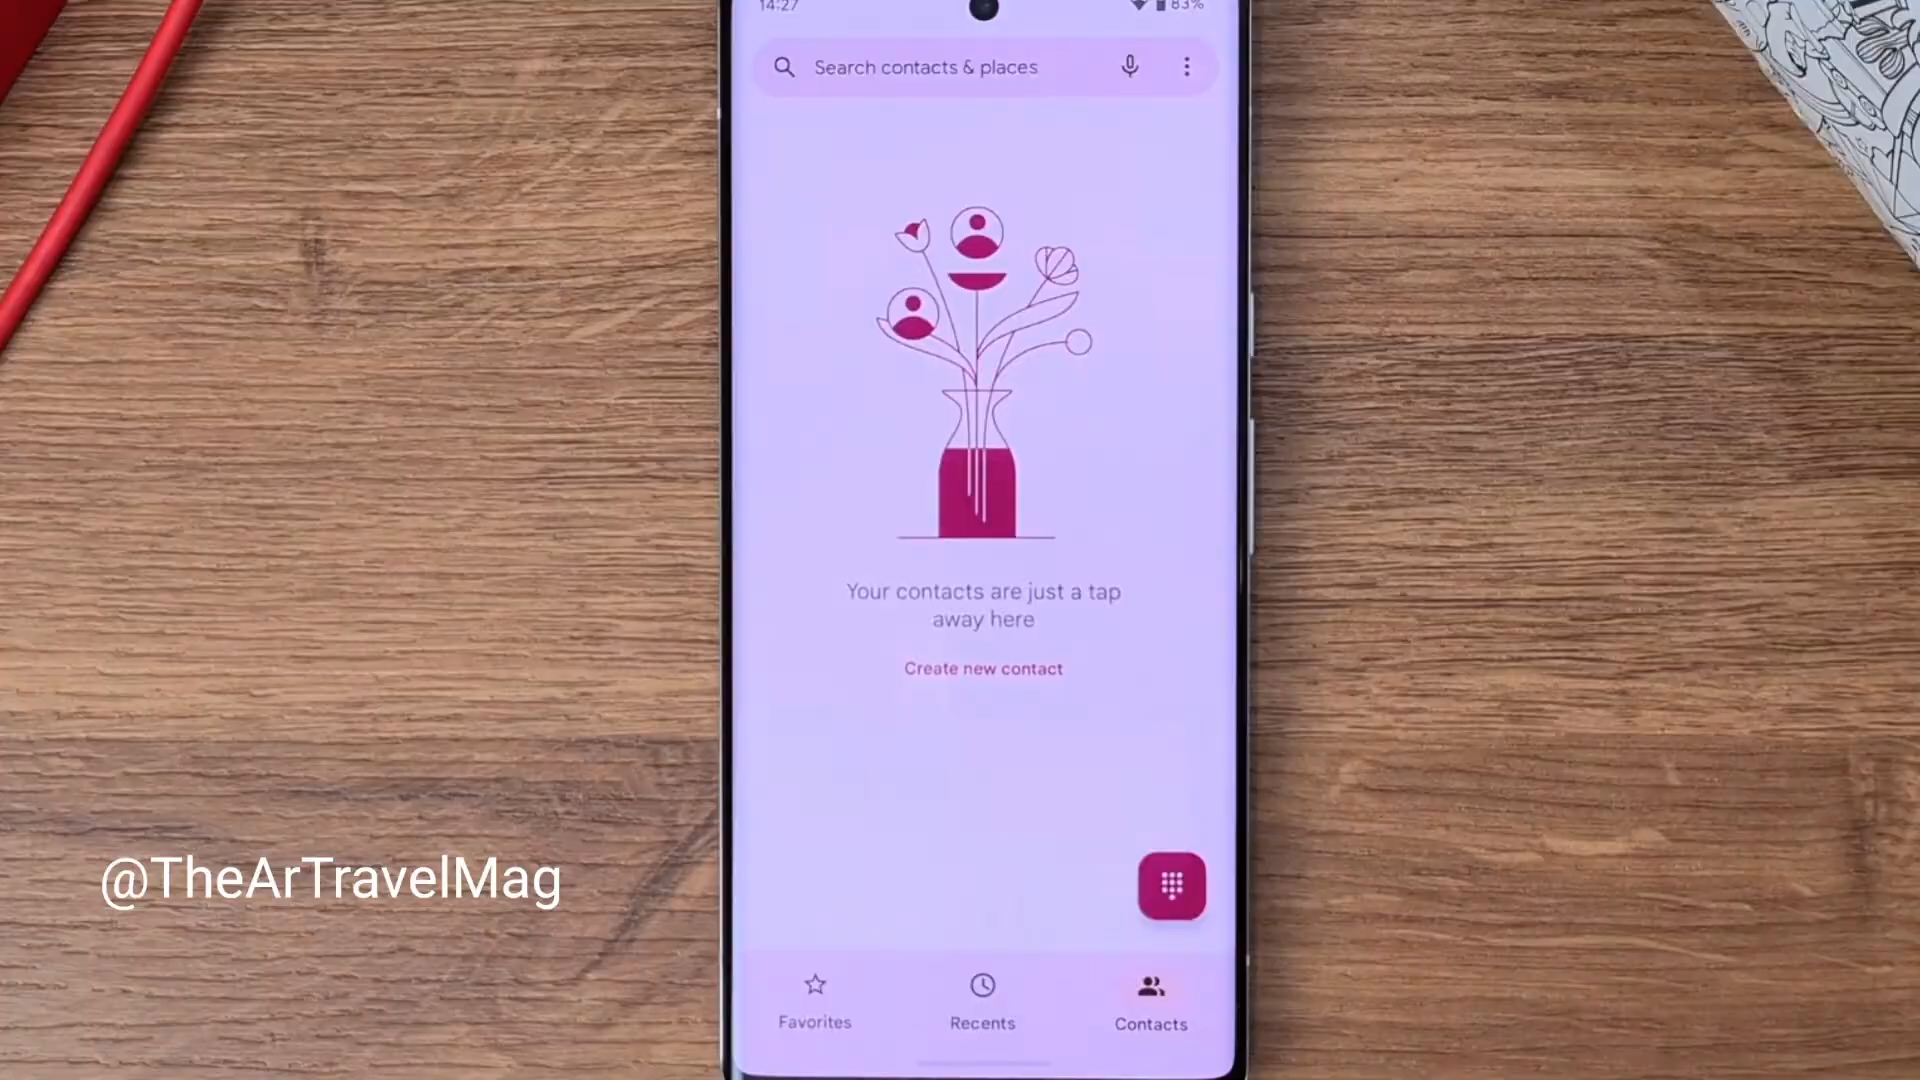 14:27
83%
Search contacts & places
Your contacts are just a tap
away here
Create new contact
@TheArTravelMag
Favorites
Recents
Contacts